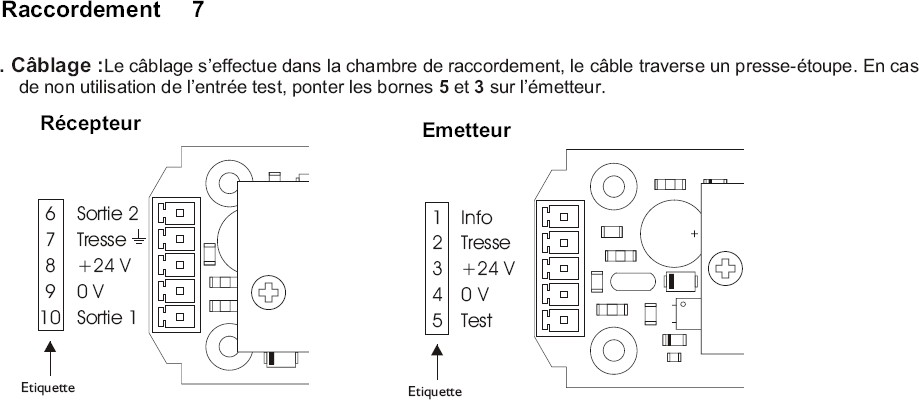 Raccordement 7
. Câblage :Le câblage s’effectue dans la chambre de raccordement, le câble traverse un presse-étoupe. En cas
de non utilisation de l’entrée test, ponter les bornes 5 et 3 sur l’émetteur.
Récepteur
6 Sortie 2
7 Tresse
8 +24 V
9 0 V
10 Sortie 1
Etiquette
Emetteur
1 Info
2 Tresse
3 +24 V
4 0 V
5 Test
Etiquette